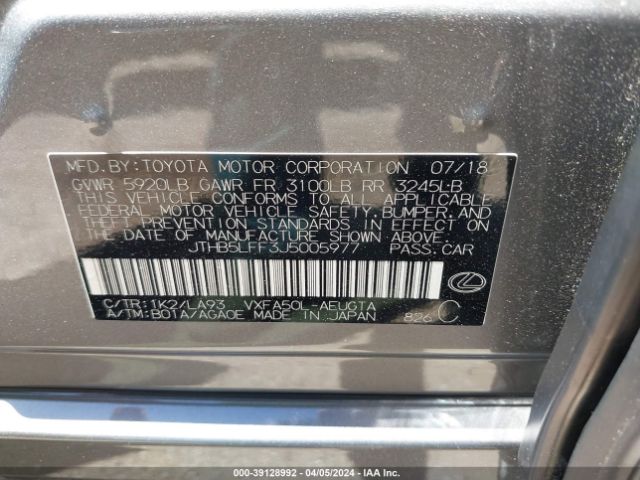 MFD.BY:TOYOTA MOTOR CORPORATION 07/18
GVWR 5920LB GAWR FR 3100LB RR 3245LB
THIS VEHICLE CONFORMS TO ALL APPLICABLE
FEDERAL MOTOR VEHICLE SAFETY,BUMPER,AND
THEFT PREVENTION STANDARDS IN EFFECT ON
THE DATE OF MANUFACTURE SHOWN ABOVE.
JTHB5LFF3J5005977 PASS.CAR
C/TR:1K2/LA93 VXFA50L-AEUGTA
A/TM:B0TA/AGA0E MADE IN JAPAN 826 C
000-39128992 / 04/05/2024 - IAA Inc.